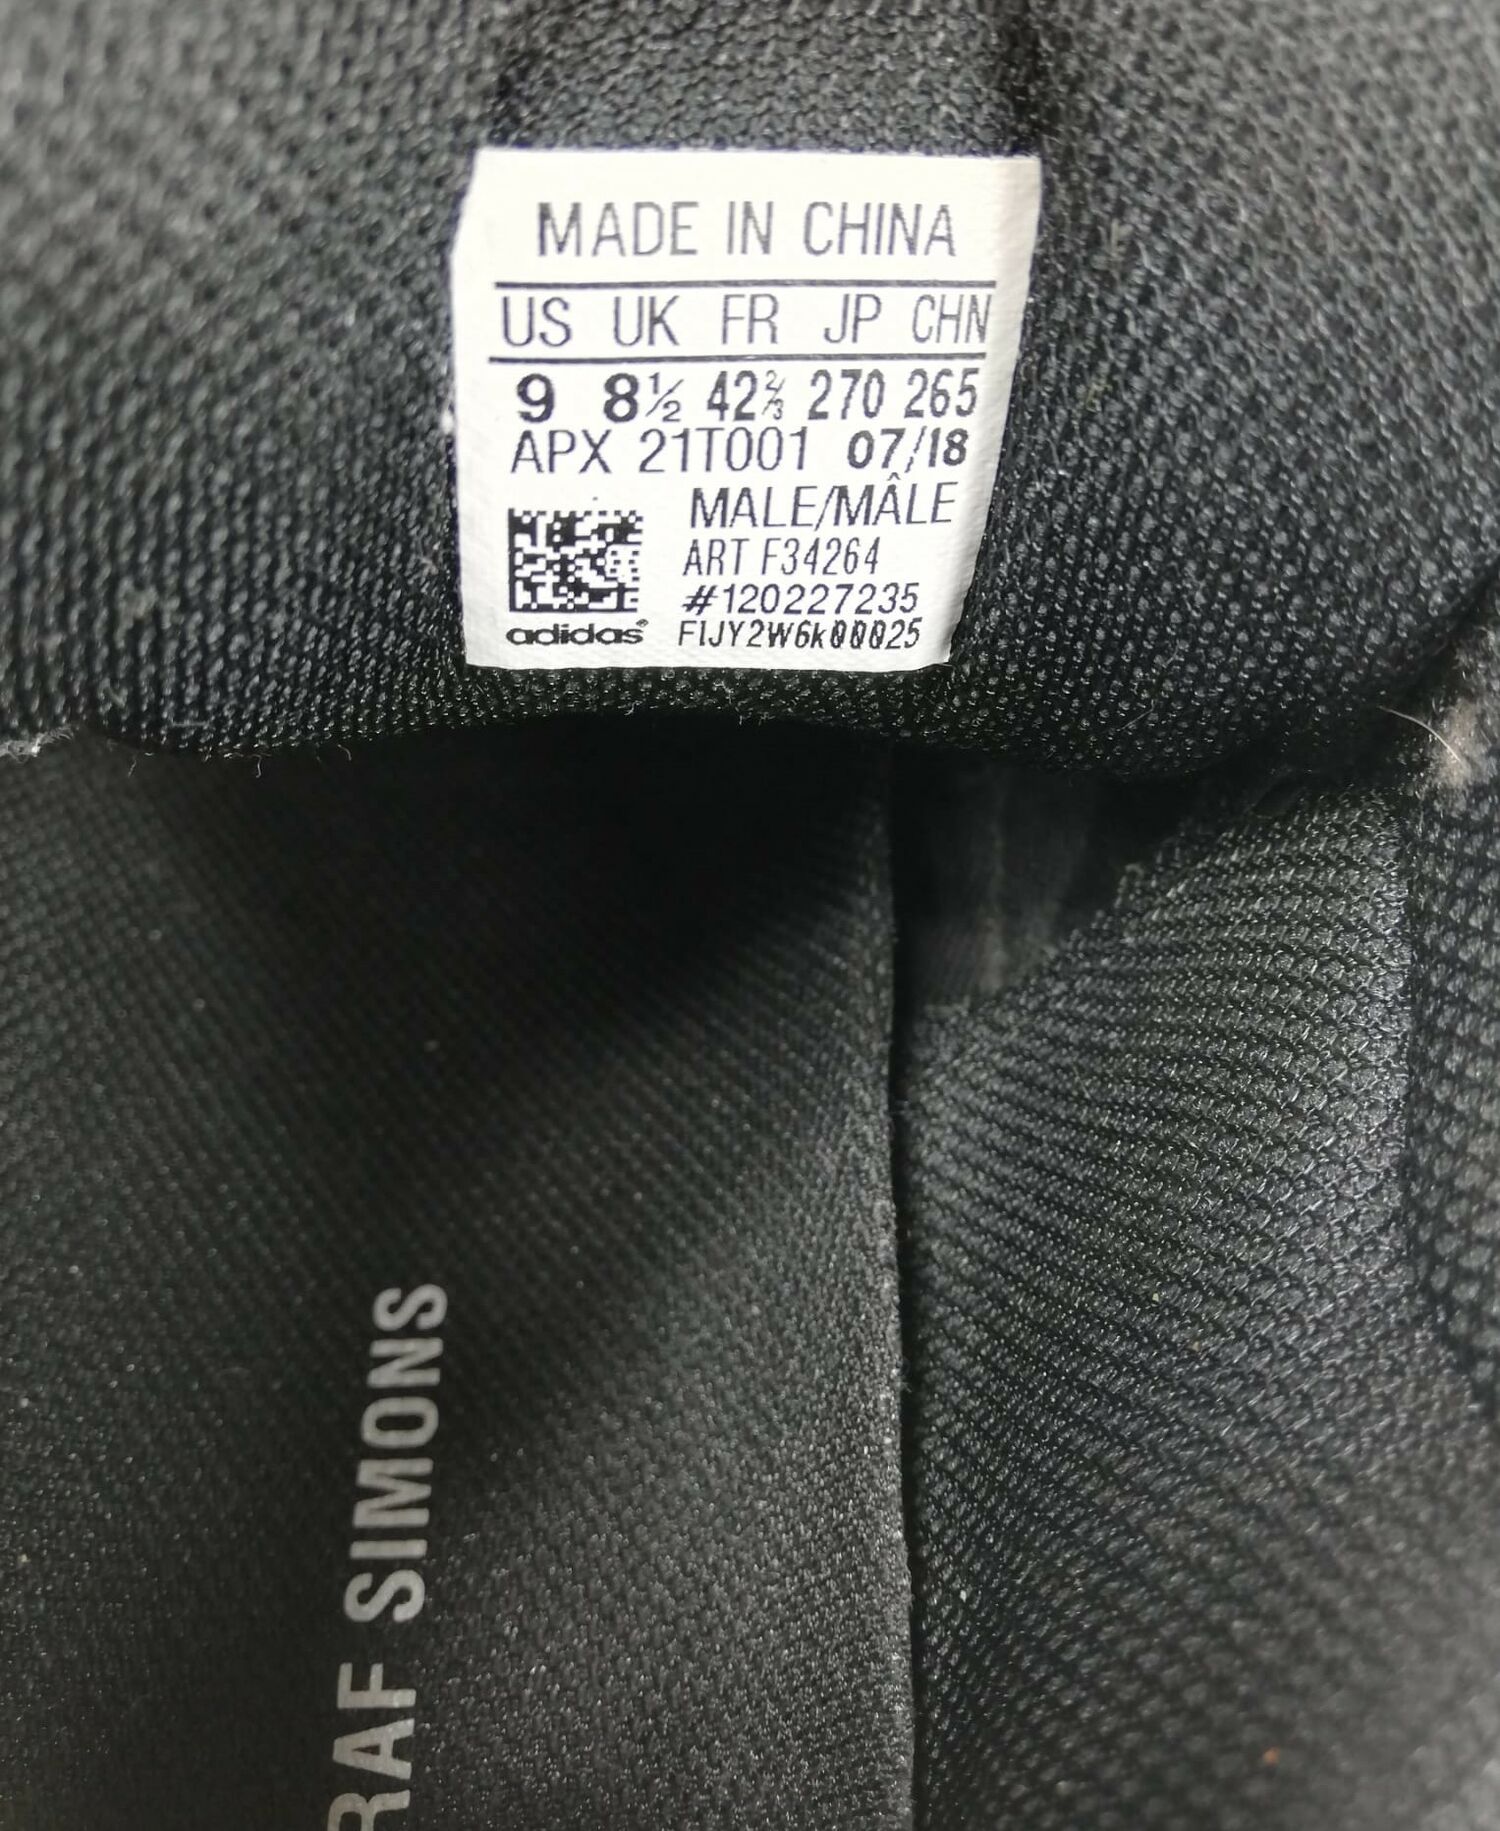 MADE IN CHINA
US UK FR JP CHN
9 8½ 42⅔ 270 265
APX 21T001 07/18
MALE/MÂLE
ART F34264
#120227235
adidas® FIJY2W6k00025
RAF SIMONS